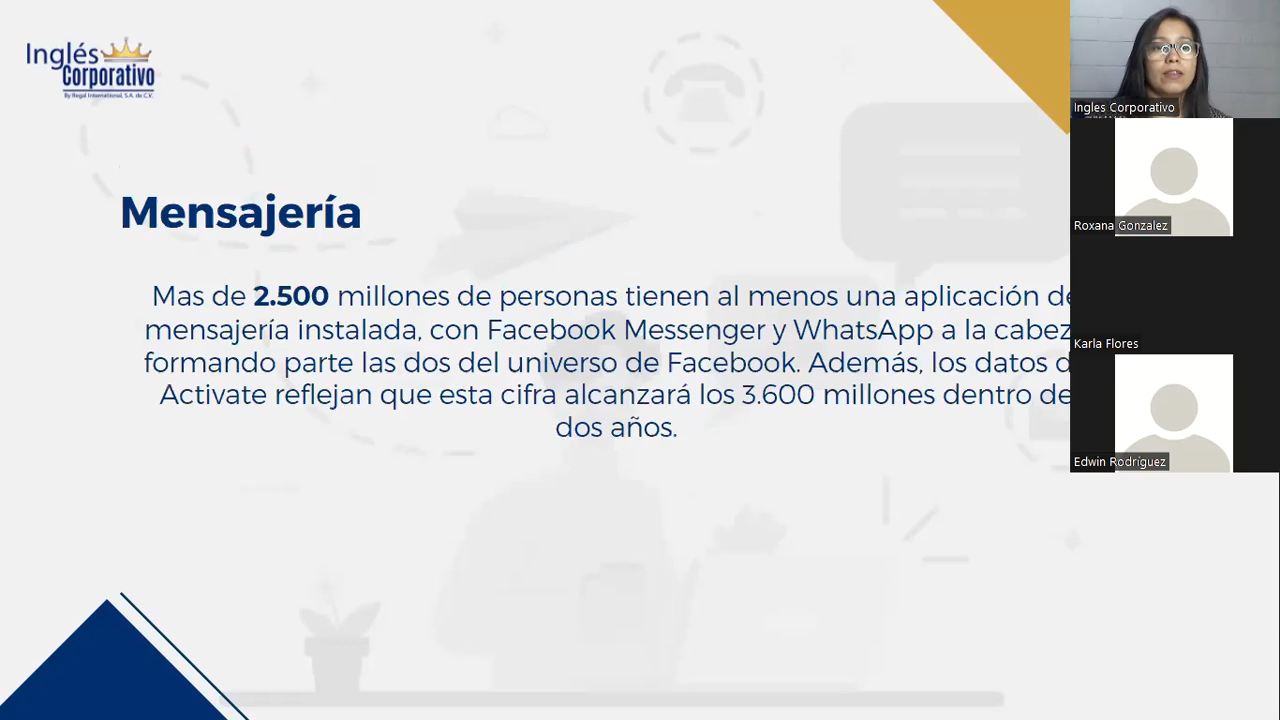 Inglés
Corporativo
By Regal International, S.A. de C.V.
Mensajería
Mas de 2.500 millones de personas tienen al menos una aplicación de
mensajería instalada, con Facebook Messenger y WhatsApp a la cabez
formando parte las dos del universo de Facebook. Además, los datos d
Activate reflejan que esta cifra alcanzará los 3.600 millones dentro de
dos años.
Ingles Corporativo
Roxana Gonzalez
Karla Flores
Edwin Rodríguez